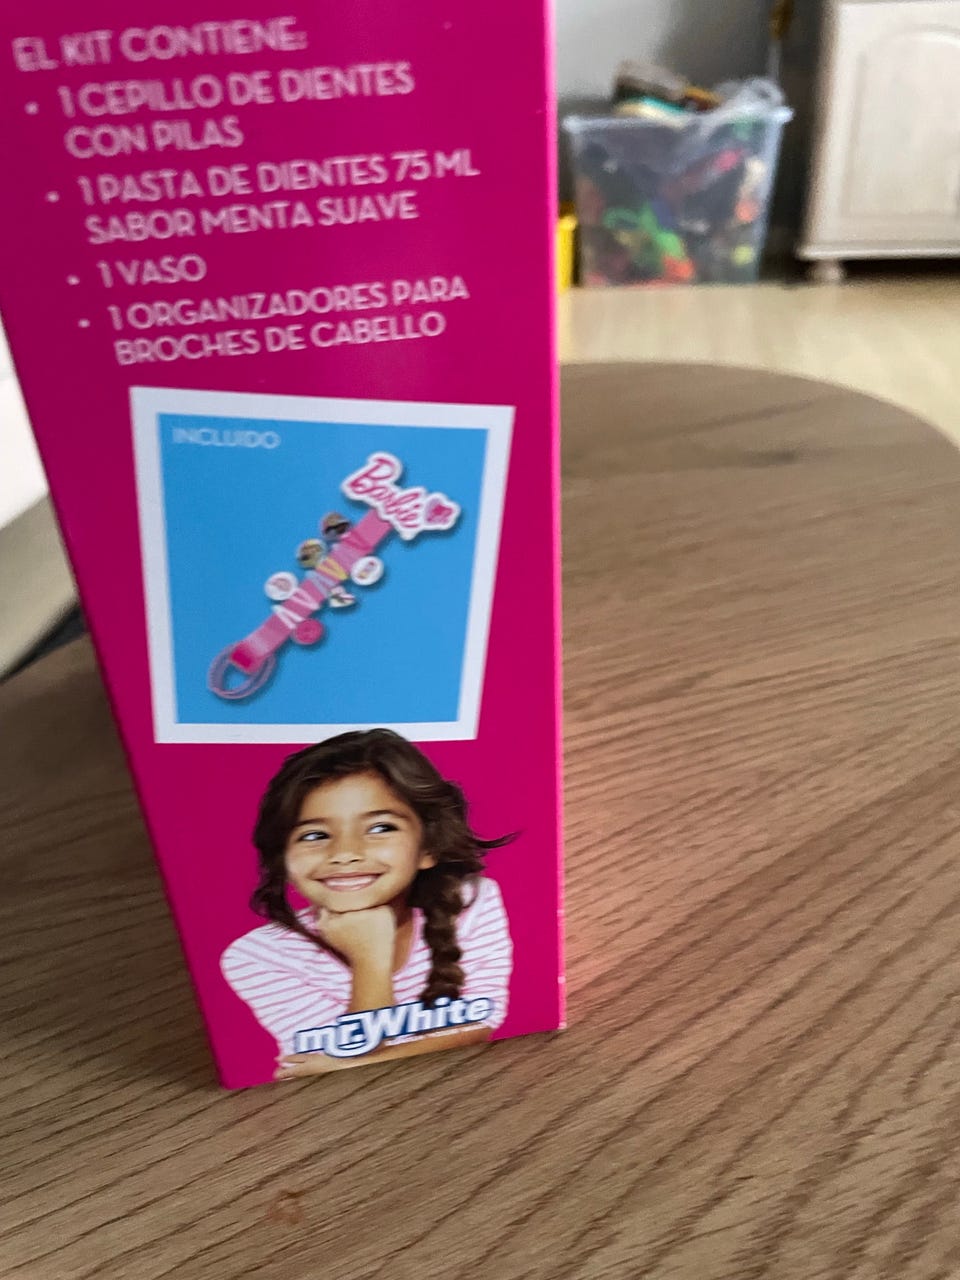 EL KIT CONTIENE:
• 1 CEPILLO DE DIENTES
CON PILAS
• 1 PASTA DE DIENTES 75 ML
SABOR MENTA SUAVE
• 1 VASO
• 1 ORGANIZADORES PARA
BROCHES DE CABELLO
INCLUIDO
Barbie
mr.White